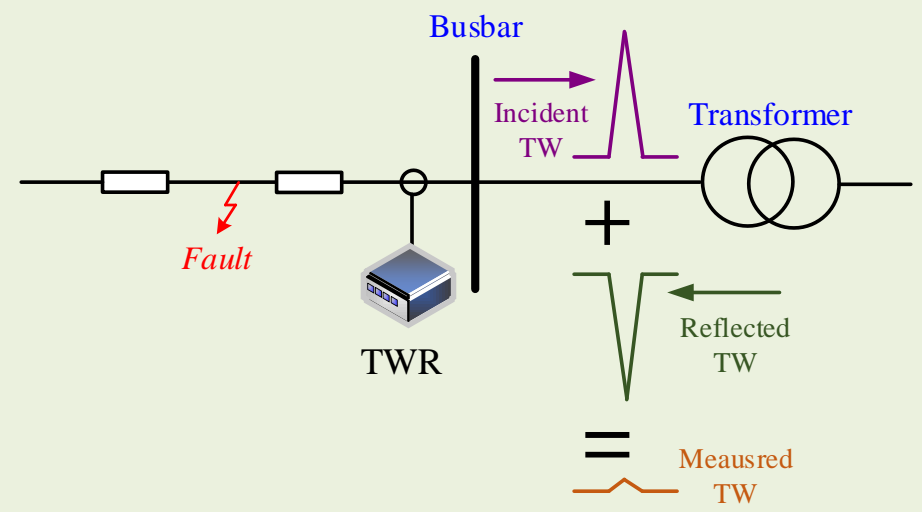 Busbar
Incident
TW
Transformer
Fault
TWR
Reflected
TW
Meausred
TW